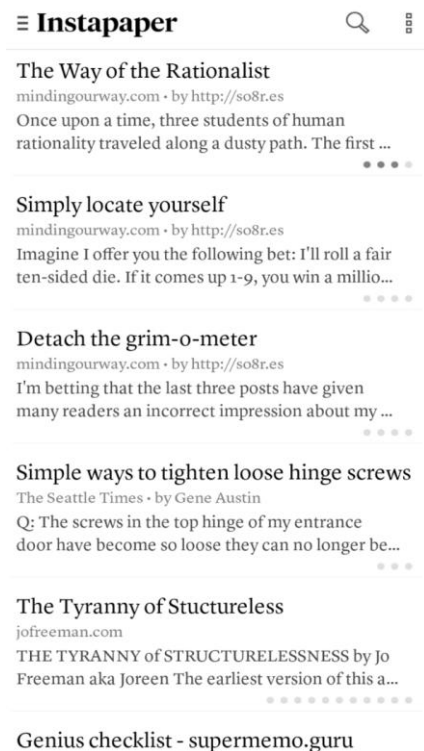 Instapaper
The Way of the Rationalist
mindingourway.com • by http://so8r.es
Once upon a time, three students of human
rationality traveled along a dusty path. The first ...
Simply locate yourself
mindingourway.com • by http://so8r.es
Imagine I offer you the following bet: I'll roll a fair
ten-sided die. If it comes up 1-9, you win a millio...
Detach the grim-o-meter
mindingourway.com • by http://so8r.es
I'm betting that the last three posts have given
many readers an incorrect impression about my ...
Simple ways to tighten loose hinge screws
The Seattle Times • by Gene Austin
Q: The screws in the top hinge of my entrance
door have become so loose they can no longer be...
The Tyranny of Stuctureless
jofreeman.com
THE TYRANNY of STRUCTURELESSNESS by Jo
Freeman aka Joreen The earliest version of this a...
Genius checklist - supermemo.guru